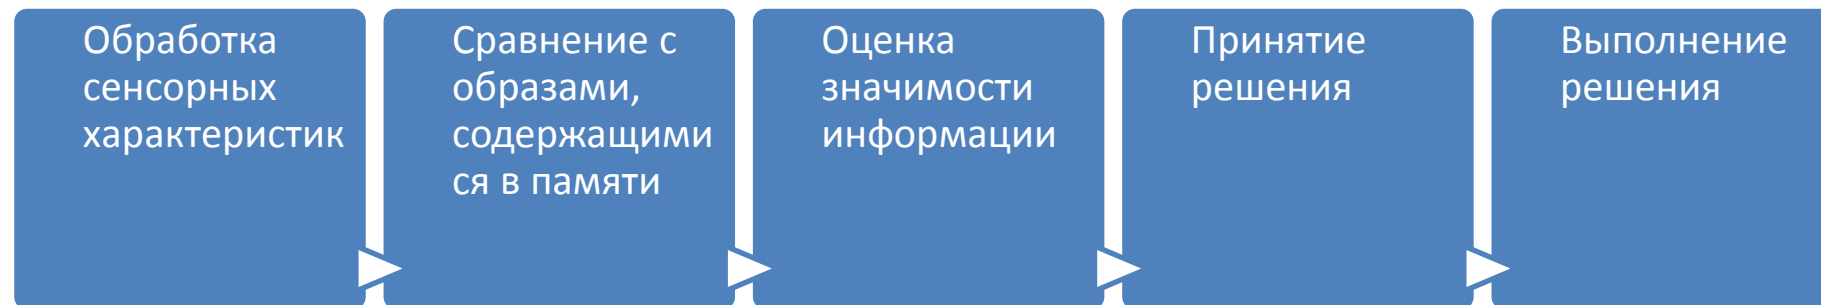 Обработка
сенсорных
характеристик
Сравнение с
образами,
содержащими
ся в памяти
Оценка
значимости
информации
Принятие
решения
Выполнение
решения